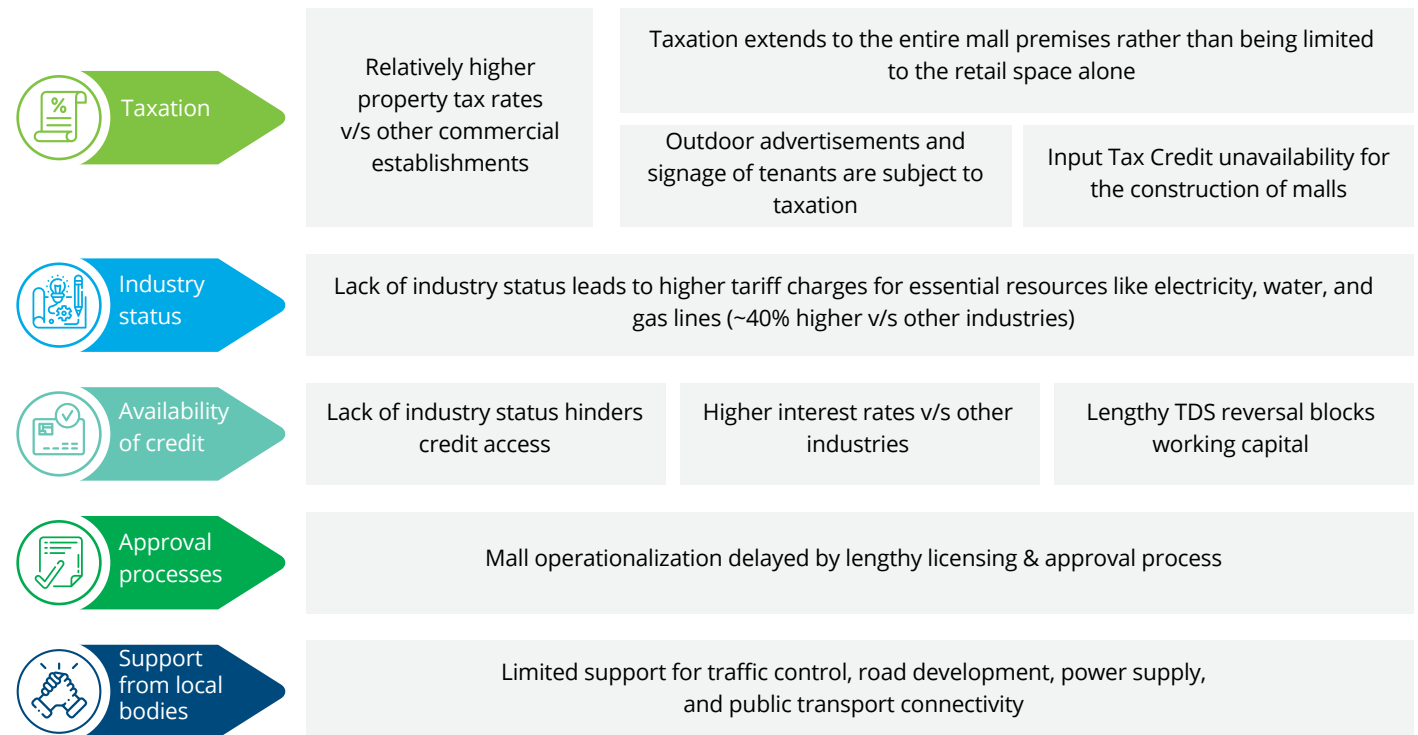 Taxation
Relatively higher
property tax rates
v/s other commercial
establishments
Taxation extends to the entire mall premises rather than being limited
to the retail space alone
Outdoor advertisements and
signage of tenants are subject to
taxation
Input Tax Credit unavailability for
the construction of malls
Industry
status
Lack of industry status leads to higher tariff charges for essential resources like electricity, water, and
gas lines (~40% higher v/s other industries)
Availability
of credit
Lack of industry status hinders
credit access
Higher interest rates v/s other
industries
Lengthy TDS reversal blocks
working capital
Approval
processes
Mall operationalization delayed by lengthy licensing & approval process
Support
from local
bodies
Limited support for traffic control, road development, power supply,
and public transport connectivity